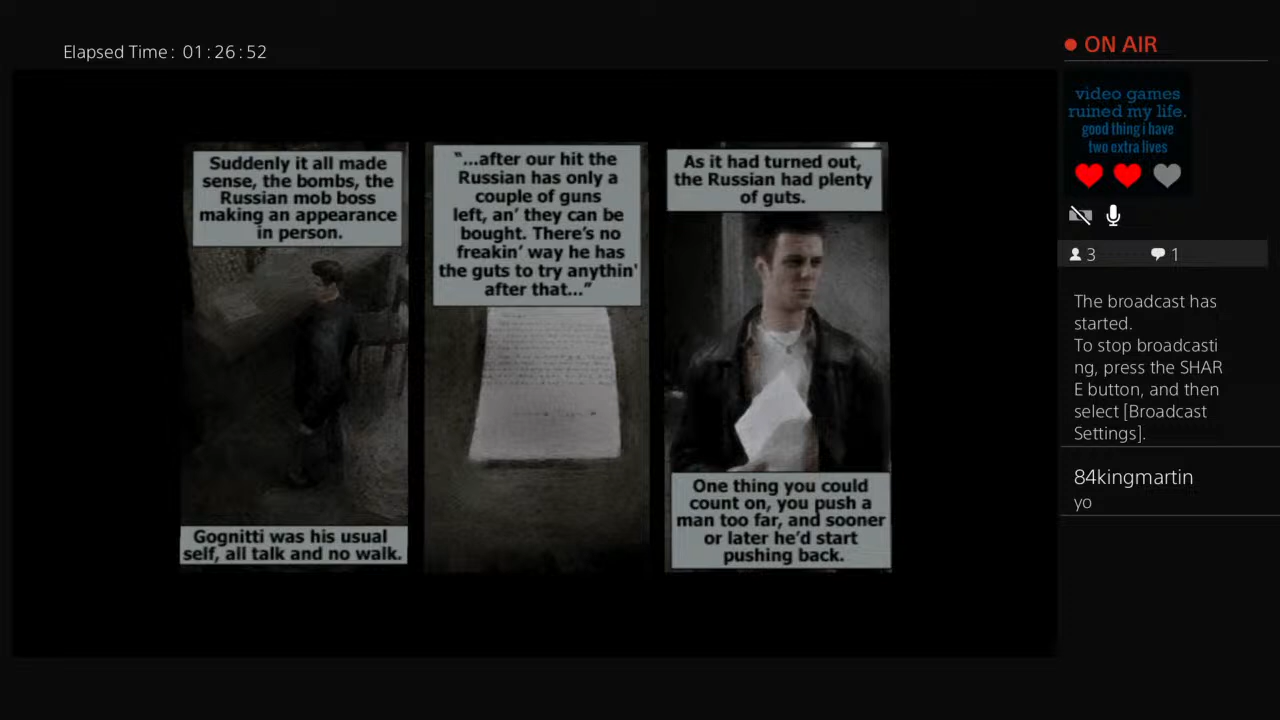 Elapsed Time: 01:26:52
ON AIR
video games
ruined my life.
good thing i have
two extra lives
3
1
The broadcast has
started.
To stop broadcasti
ng, press the SHAR
E button, and then
select [Broadcast
Settings].
84kingmartin
yo
Suddenly it all made
sense, the bombs, the
Russian mob boss
making an appearance
in person.
Gognitti was his usual
self, all talk and no walk.
"...after our hit the
Russian has only a
couple of guns
left, an' they can be
bought. There's no
freakin' way he has
the guts to try anythin'
after that..."
As it had turned out,
the Russian had plenty
of guts.
One thing you could
count on, you push a
man too far, and sooner
or later he'd start
pushing back.